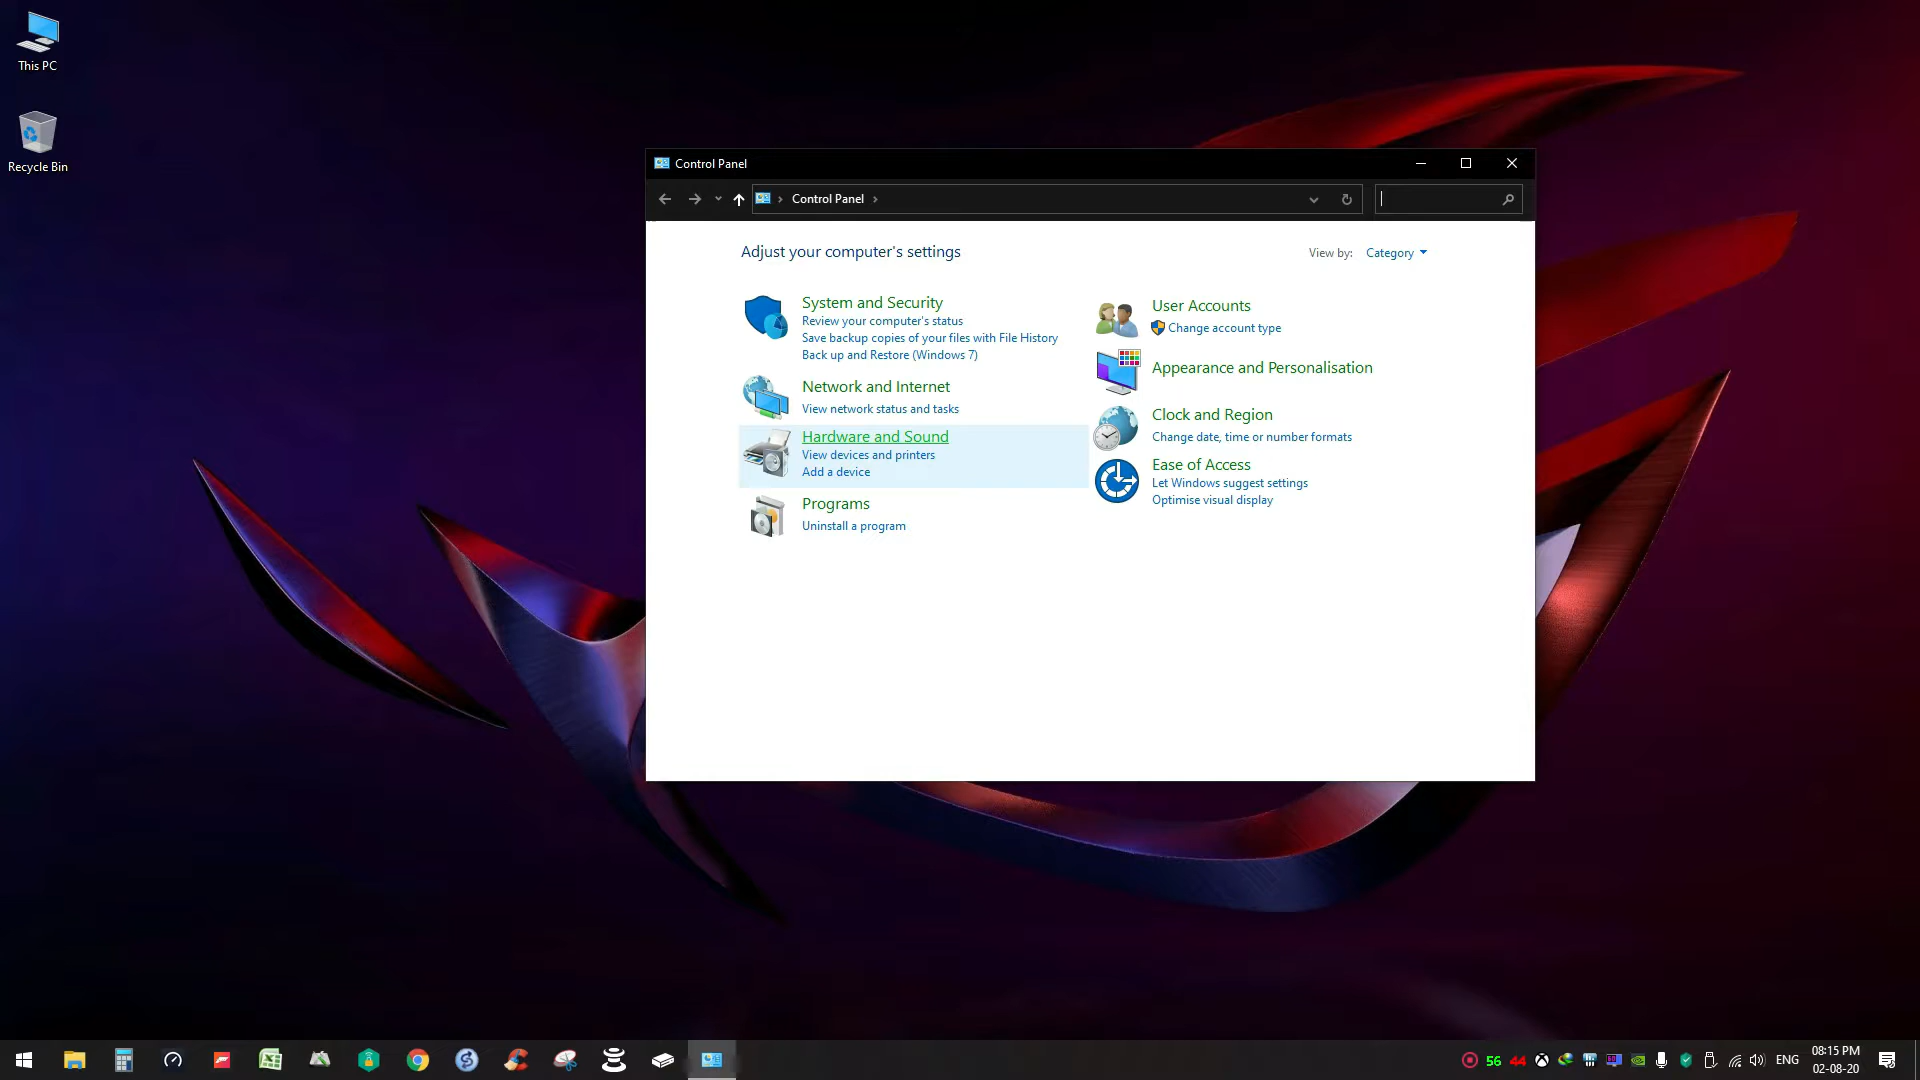 This PC
Recycle Bin
Control Panel
Control Panel
Adjust your computer's settings
View by: Category
System and Security
Review your computer's status
Save backup copies of your files with File History
Back up and Restore (Windows 7)
Network and Internet
View network status and tasks
Hardware and Sound
View devices and printers
Add a device
Programs
Uninstall a program
User Accounts
Change account type
Appearance and Personalisation
Clock and Region
Change date, time or number formats
Ease of Access
Let Windows suggest settings
Optimise visual display
56 44 ENG
08:15 PM
02-08-20